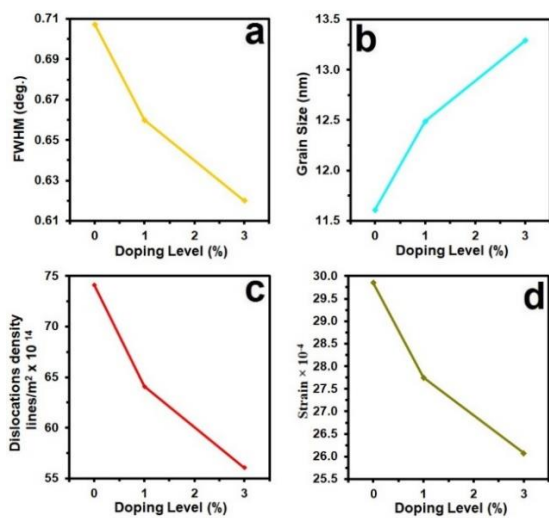 a
0.71
0.69
0.67
0.65
0.63
0.61
FWHM (deg.)
0 1 2 3
Doping Level (%)
b
13.5
13.0
12.5
12.0
11.5
Grain Size (nm)
0 1 2 3
Doping Level (%)
c
75
70
65
60
55
Dislocations density
lines/m² x 10 ¹⁴
0 1 2 3
Doping Level (%)
d
30.0
29.5
29.0
28.5
28.0
27.5
27.0
26.5
26.0
25.5
Strain × 10⁻⁴
0 1 2 3
Doping Level (%)